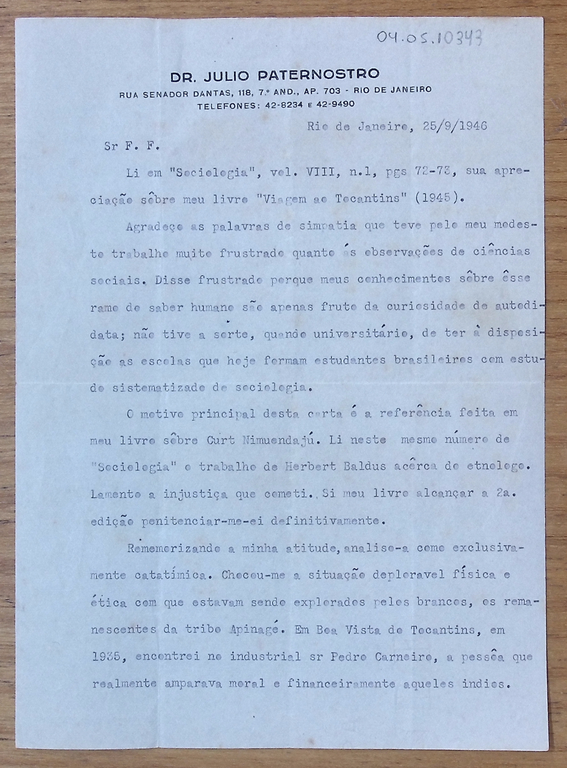 04.05.10343
DR. JULIO PATERNOSTRO
RUA SENADOR DANTAS, 118, 7.º AND., AP. 703 - RIO DE JANEIRO
TELEFONES: 42-8234 E 42-9490
Rio de Janeiro, 25/9/1946
Sr F. F.
Li em "Sociologia", vol. VIII, n.1, pgs 72-73, sua apre-
ciação sôbre meu livro "Viagem ao Tocantins" (1945).
Agradeço as palavras de simpatia que teve pelo meu modes-
to trabalho muito frustrado quanto ás observações de ciências
sociais. Disse frustrado porque meus conhecimentos sôbre êsse
ramo do saber humano são apenas fruto da curiosidade de autodi-
data; não tive a sórte, quando universitário, de ter à disposi-
ção as escolas que hoje formam estudantes brasileiros com estu-
do sistematizado de sociologia.
O motivo principal desta carta é a referência feita em
meu livro sôbre Curt Nimuendajú. Li neste mesmo número de
"Sociologia" o trabalho de Herbert Baldus acêrca do etnologo.
Lamento a injustiça que cometi. Si meu livro alcançar a 2a.
edição penitenciar-me-ei definitivamente.
Rememorizando a minha atitude, analiso-a como exclusiva-
mente catatímica. Chocou-me a situação deploravel física e
ética com que estavam sendo explorados pelos brancos, os rema-
nescentes da tribo Apinagé. Em Boa Vista do Tocantins, em
1935, encontrei no industrial sr Pedro Carneiro, a pessôa que
realmente amparava moral e financeiramente aqueles indios.